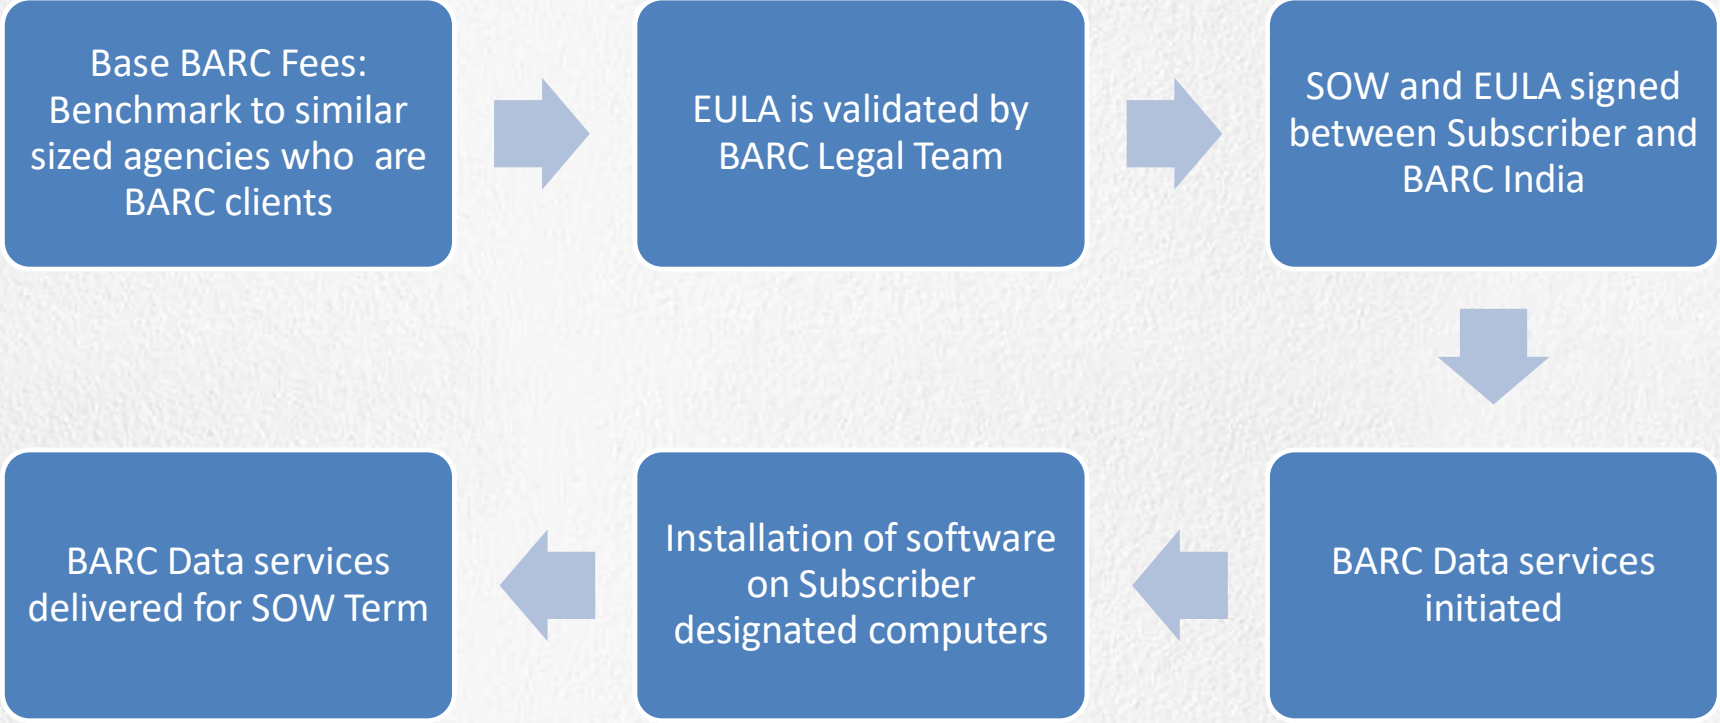 Base BARC Fees:
Benchmark to similar
sized agencies who are
BARC clients
EULA is validated by
BARC Legal Team
SOW and EULA signed
between Subscriber and
BARC India
BARC Data services
initiated
Installation of software
on Subscriber
designated computers
BARC Data services
delivered for SOW Term